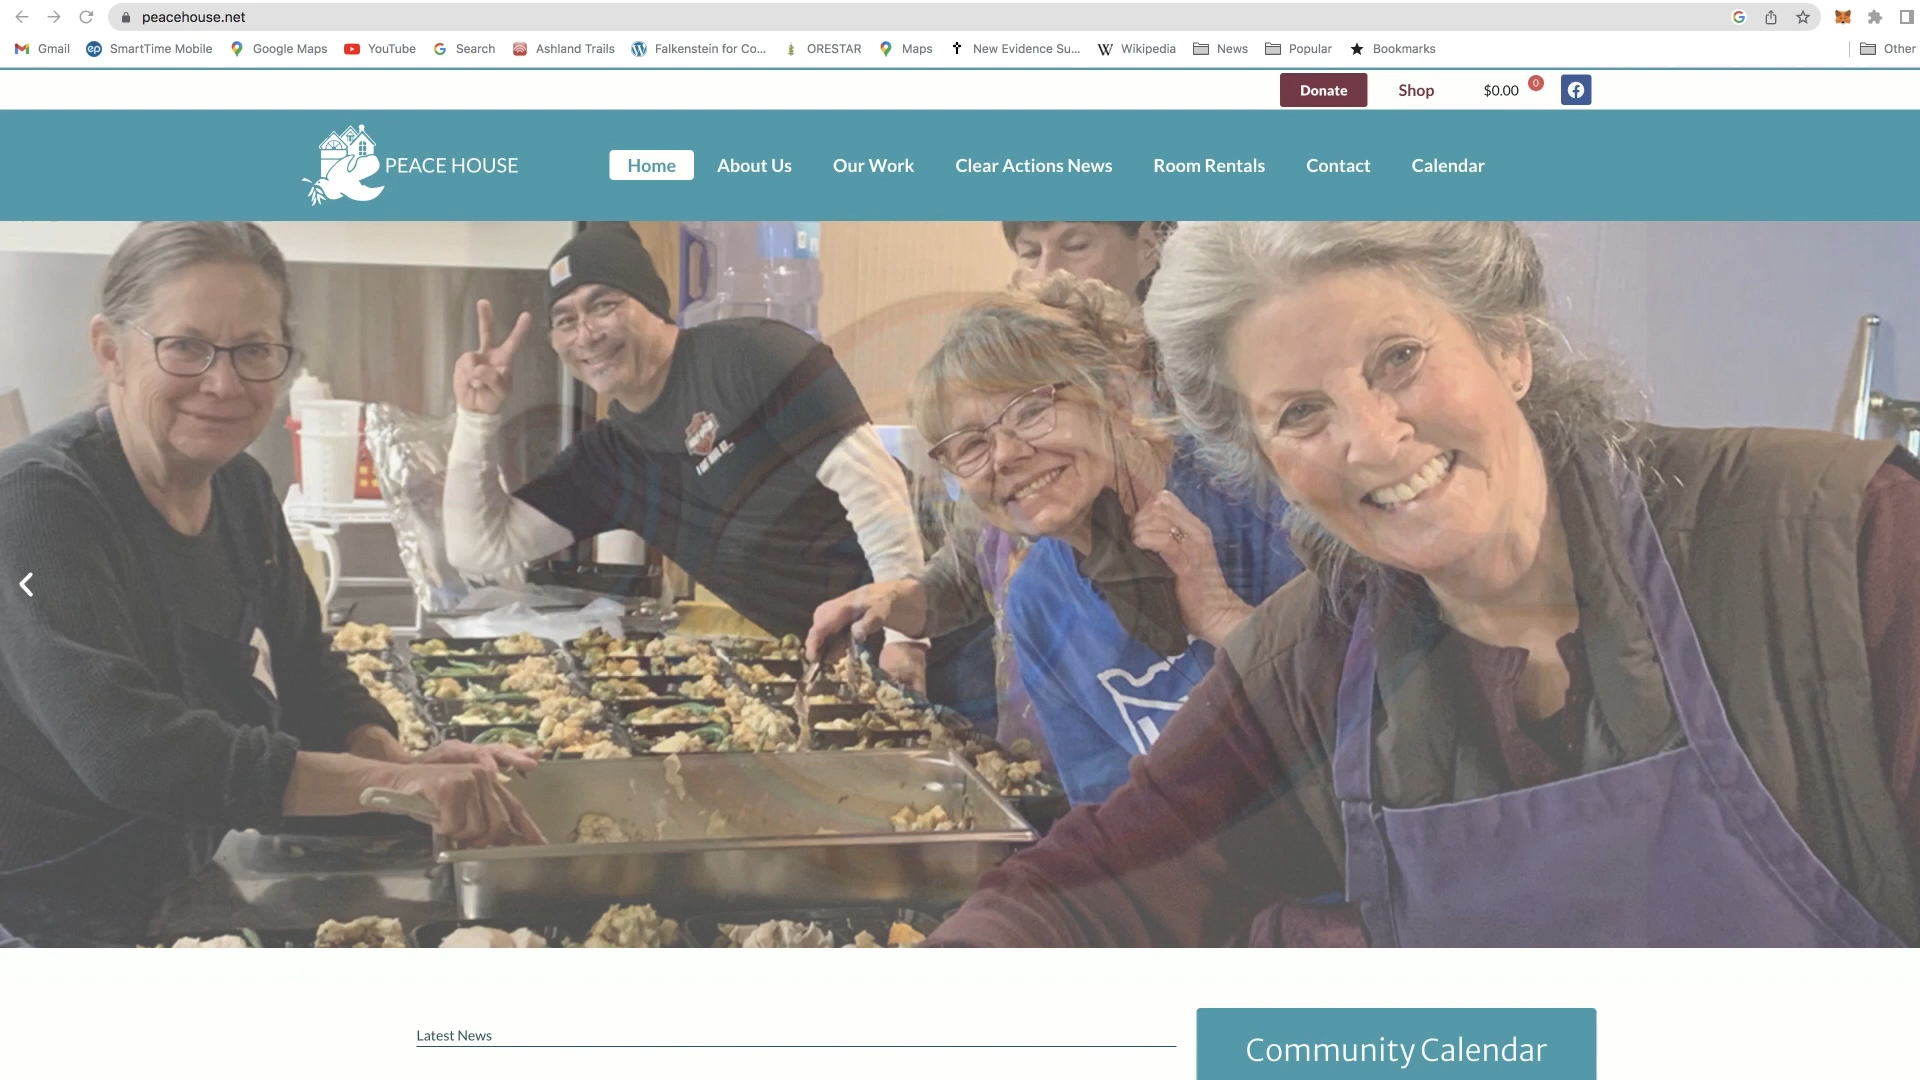 peacehouse.net
Gmail SmartTime Mobile Google Maps YouTube Search Ashland Trails Falkenstein for Co... ORESTAR Maps New Evidence Su... Wikipedia News Popular Bookmarks Other
Donate Shop $0.00 0
PEACE HOUSE Home About Us Our Work Clear Actions News Room Rentals Contact Calendar
Latest News
Community Calendar